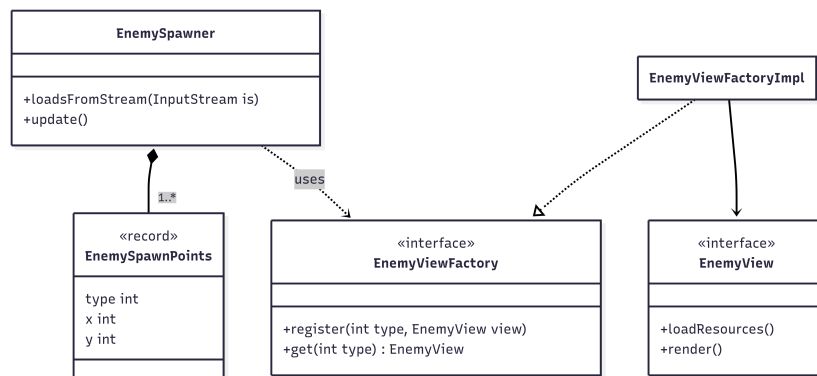 EnemySpawner
+loadsFromStream(InputStream is)
+update()
EnemyViewFactoryImpl
uses
1..*
«record»
EnemySpawnPoints
type int
x int
y int
«interface»
EnemyViewFactory
+register(int type, EnemyView view)
+get(int type) : EnemyView
«interface»
EnemyView
+loadResources()
+render()